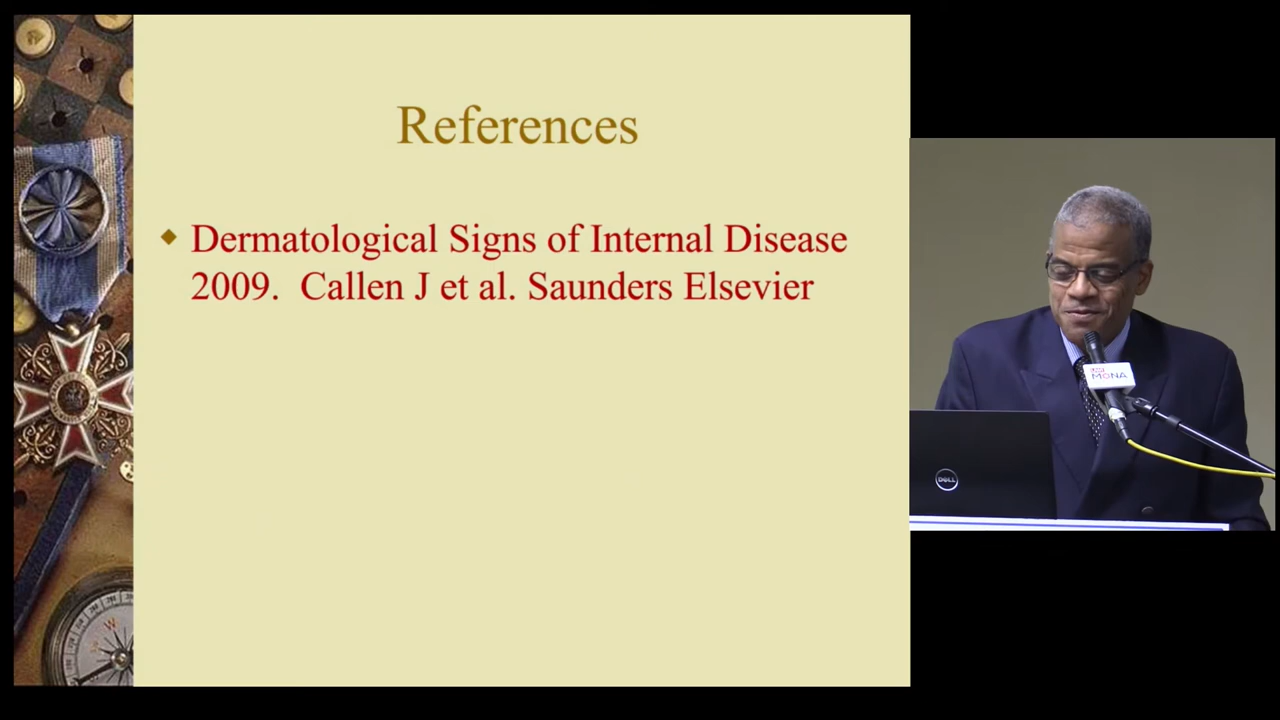 References
Dermatological Signs of Internal Disease
2009. Callen J et al. Saunders Elsevier
MONA
DELL
W